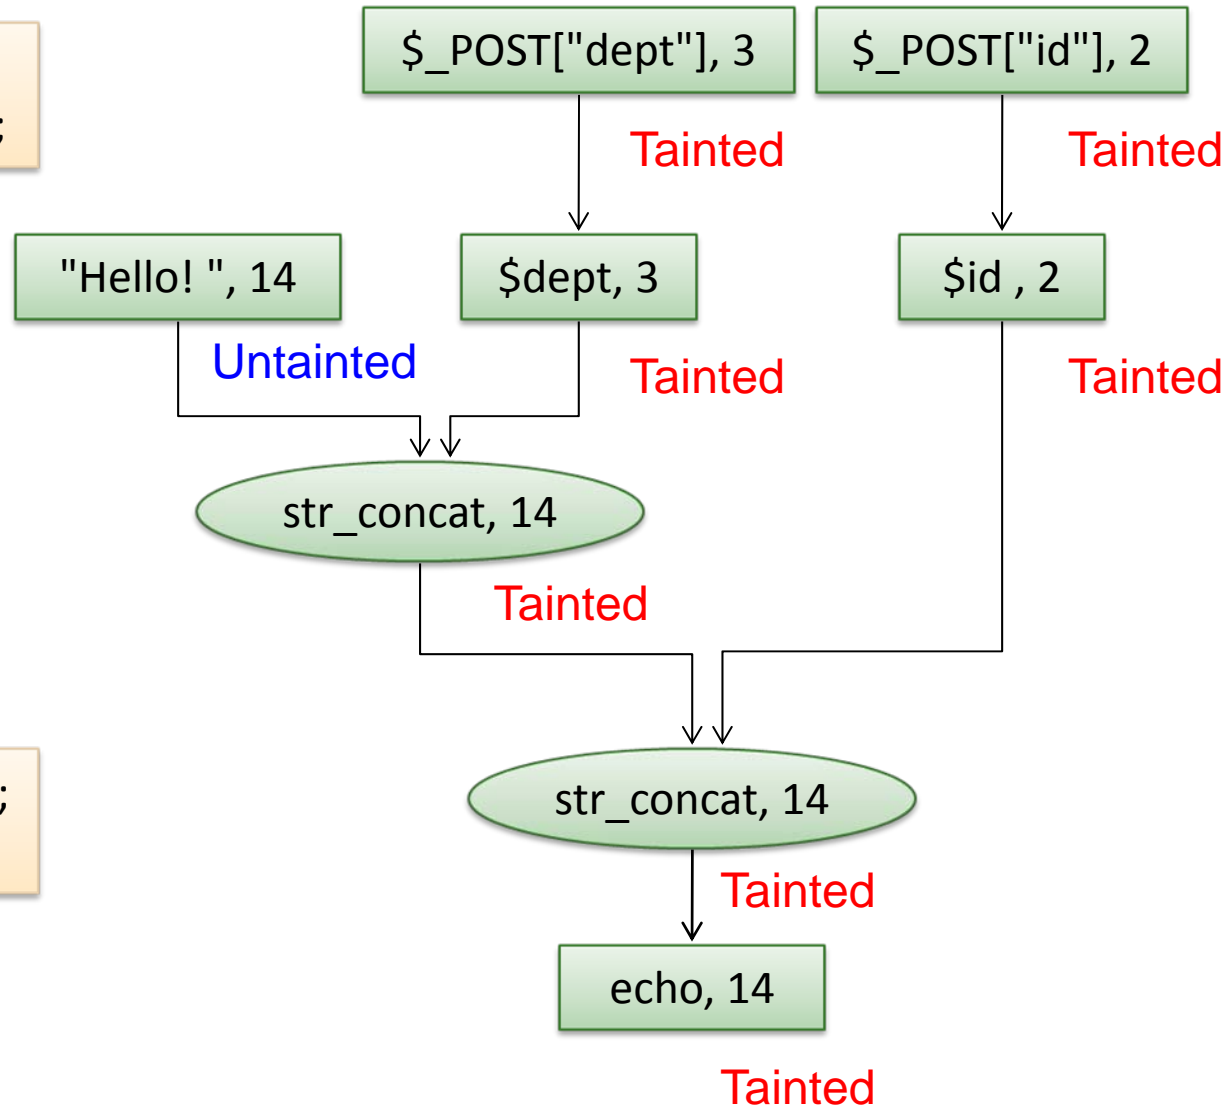 $_POST["dept"], 3
$_POST["id"], 2
;
Tainted
Tainted
"Hello! ", 14
$dept, 3
$id , 2
Untainted
Tainted
Tainted
str_concat, 14
Tainted
;
str_concat, 14
Tainted
echo, 14
Tainted